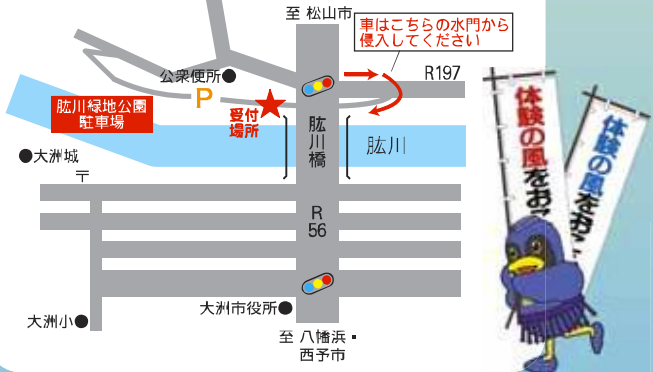 至 松山市
車はこちらの水門から
侵入してください
公衆便所●
R197
P
肱川緑地公園
駐車場
受付
場所
肱川橋
肱川
●大洲城
〒
R
56
大洲市役所●
大洲小●
至 八幡浜・
西予市
体験の風をおこ
体験の風をおこ